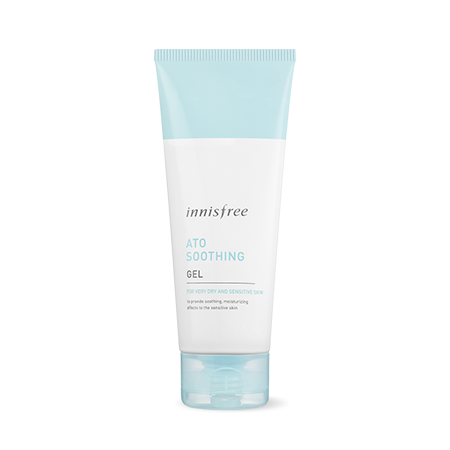 innisfree
ATO
SOOTHING
GEL
FOR VERY DRY AND SENSITIVE SKIN
to provide soothing, moisturizing
effects to the sensitive skin